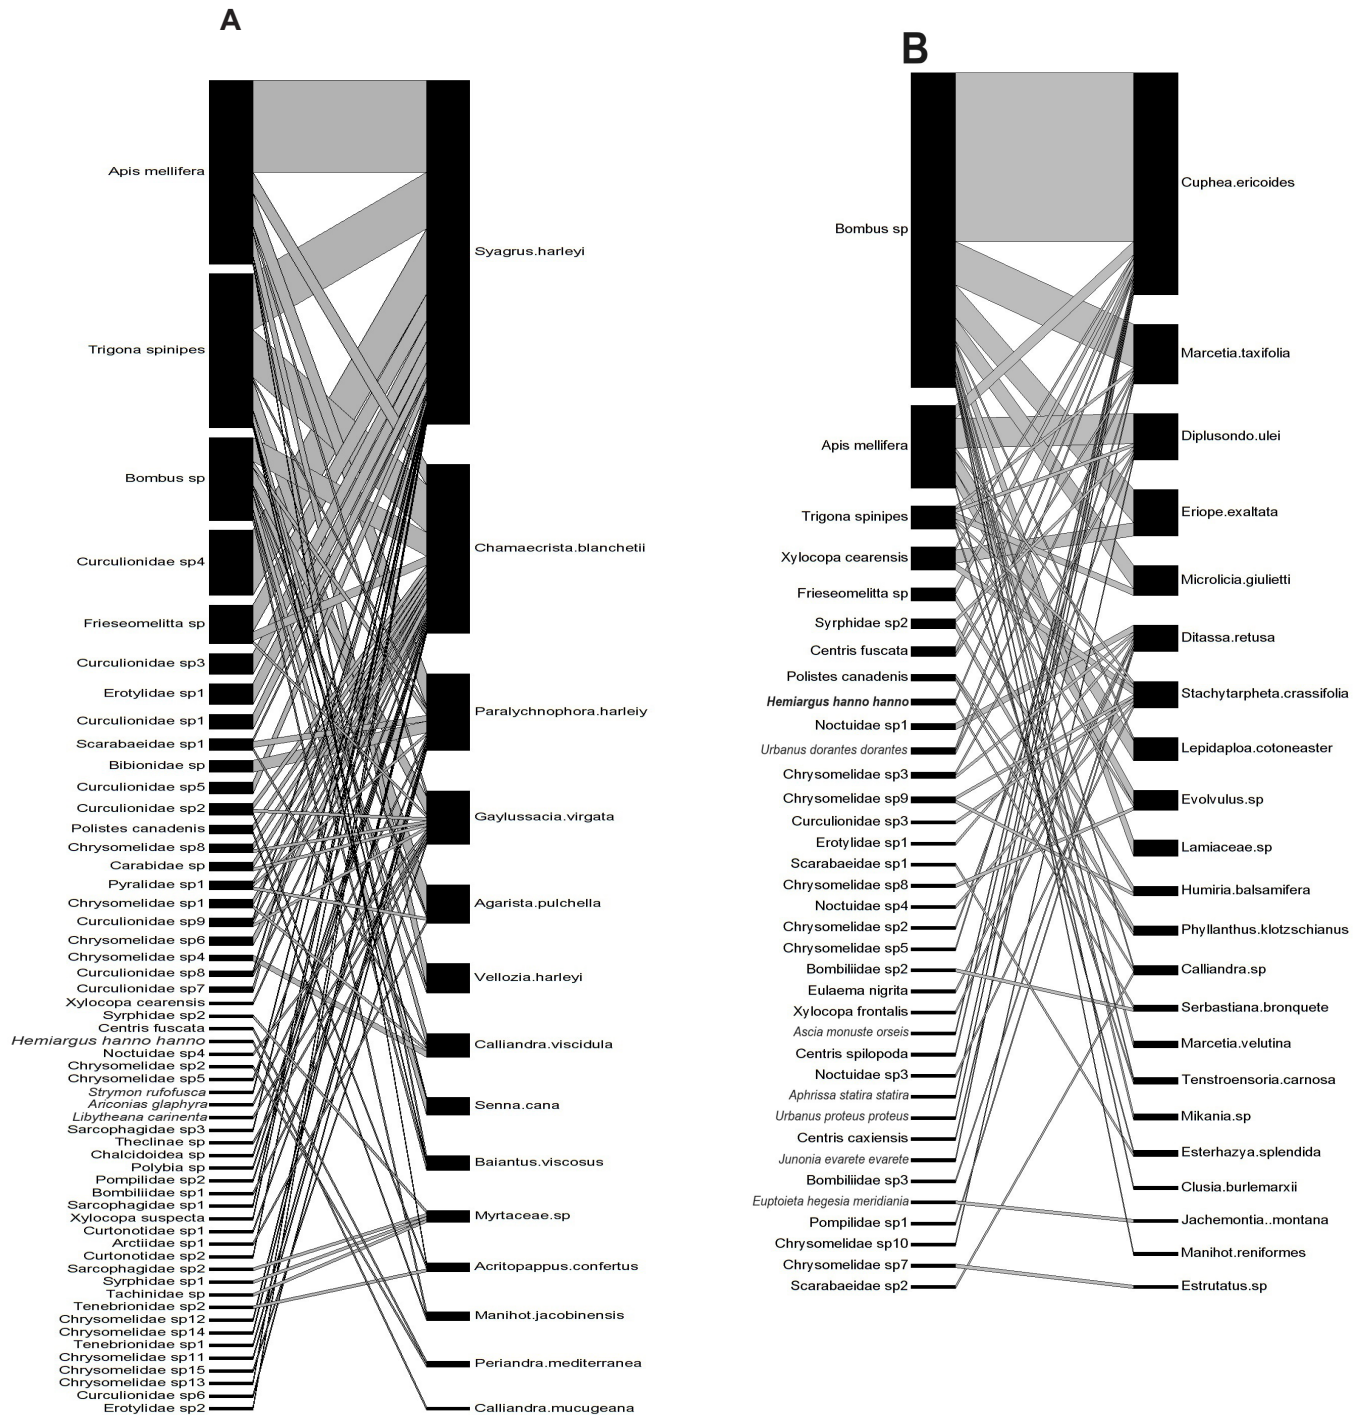 A
Apis mellifera
Trigona spinipes
Bombus sp
Curculionidae sp4
Frieseomelitta sp
Curculionidae sp3
Erotylidae sp1
Curculionidae sp1
Scarabaeidae sp1
Bibionidae sp
Curculionidae sp5
Curculionidae sp2
Polistes canadenis
Chrysomelidae sp8
Carabidae sp
Pyralidae sp1
Chrysomelidae sp1
Curculionidae sp9
Chrysomelidae sp6
Chrysomelidae sp4
Curculionidae sp8
Curculionidae sp7
Xylocopa cearensis
Syrphidae sp2
Centris fuscata
Hemiargus hanno hanno
Noctuidae sp4
Chrysomelidae sp2
Chrysomelidae sp5
Strymon rufofusca
Ariconias glaphyra
Libytheana carinenta
Sarcophagidae sp3
Theclinae sp
Chalcidoidea sp
Polybia sp
Pompilidae sp2
Bombiliidae sp1
Sarcophagidae sp1
Xylocopa suspecta
Curtonotidae sp1
Arctiidae sp1
Curtonotidae sp2
Sarcophagidae sp2
Syrphidae sp1
Tachinidae sp
Tenebrionidae sp2
Chrysomelidae sp12
Chrysomelidae sp14
Tenebrionidae sp1
Chrysomelidae sp11
Chrysomelidae sp15
Chrysomelidae sp13
Curculionidae sp6
Erotylidae sp2
Syagrus.harleyi
Chamaecrista.blanchetii
Paralychnophora.harleiy
Gaylussacia.virgata
Agarista.pulchella
Vellozia.harleyi
Calliandra.viscidula
Senna.cana
Baiantus.viscosus
Myrtaceae.sp
Acritopappus.confertus
Manihot.jacobinensis
Periandra.mediterranea
Calliandra.mucugeana
B
Bombus sp
Apis mellifera
Trigona spinipes
Xylocopa cearensis
Frieseomelitta sp
Syrphidae sp2
Centris fuscata
Polistes canadenis
Hemiargus hanno hanno
Noctuidae sp1
Urbanus dorantes dorantes
Chrysomelidae sp3
Chrysomelidae sp9
Curculionidae sp3
Erotylidae sp1
Scarabaeidae sp1
Chrysomelidae sp8
Noctuidae sp4
Chrysomelidae sp2
Chrysomelidae sp5
Bombiliidae sp2
Eulaema nigrita
Xylocopa frontalis
Ascia monuste orseis
Centris spilopoda
Noctuidae sp3
Aphrissa statira statira
Urbanus proteus proteus
Centris caxiensis
Junonia evarete evarete
Bombiliidae sp3
Euptoieta hegesia meridiania
Pompilidae sp1
Chrysomelidae sp10
Chrysomelidae sp7
Scarabaeidae sp2
Cuphea.ericoides
Marcetia.taxifolia
Diplusondo.ulei
Eriope.exaltata
Microlicia.giulietti
Ditassa.retusa
Stachytarpheta.crassifolia
Lepidaploa.cotoneaster
Evolvulus.sp
Lamiaceae.sp
Humiria.balsamifera
Phyllanthus.klotzschianus
Calliandra.sp
Serbastiana.bronquete
Marcetia.velutina
Tenstroensoria.carnosa
Mikania.sp
Esterhazya.splendida
Clusia.burlemarxii
Jachemontia..montana
Manihot.reniformes
Estrutatus.sp